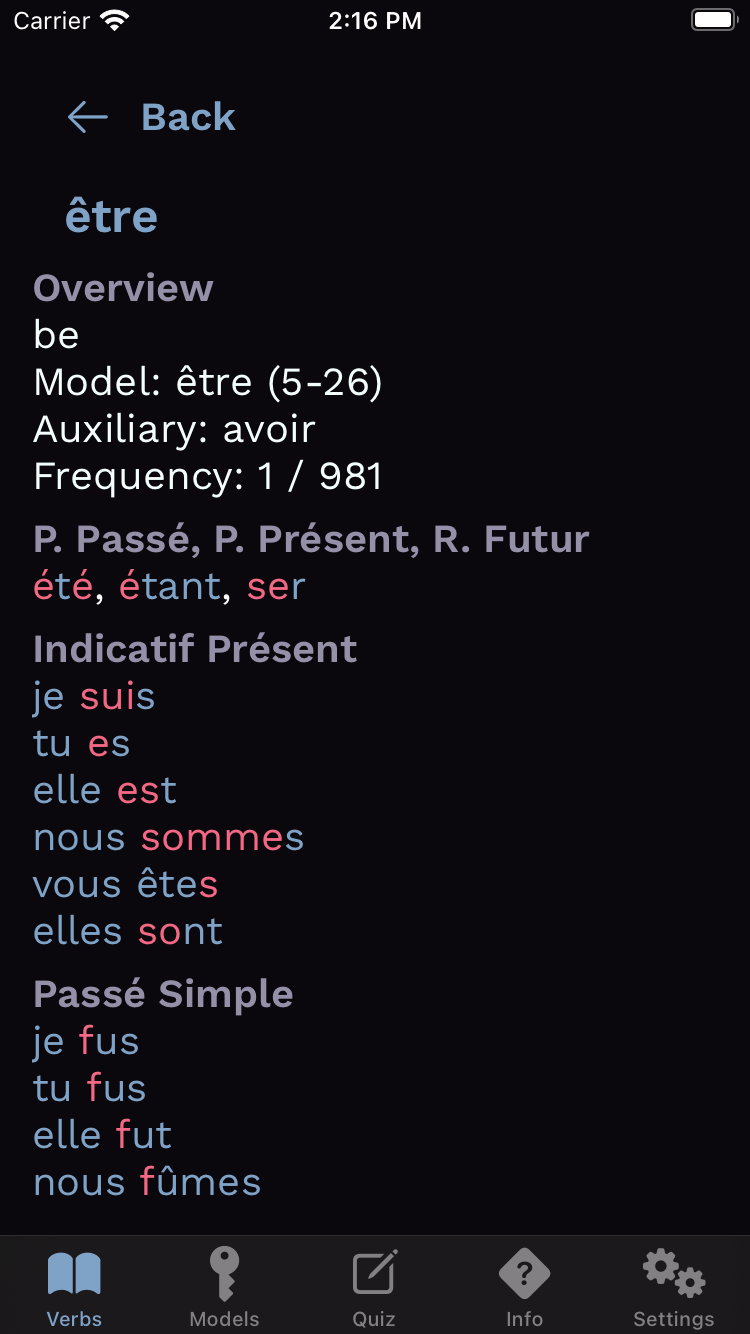 Carrier 2:16 PM
Back
être
Overview
be
Model: être (5-26)
Auxiliary: avoir
Frequency: 1 / 981
P. Passé, P. Présent, R. Futur
été, étant, ser
Indicatif Présent
je suis
tu es
elle est
nous sommes
vous êtes
elles sont
Passé Simple
je fus
tu fus
elle fut
nous fûmes
Verbs Models Quiz Info Settings